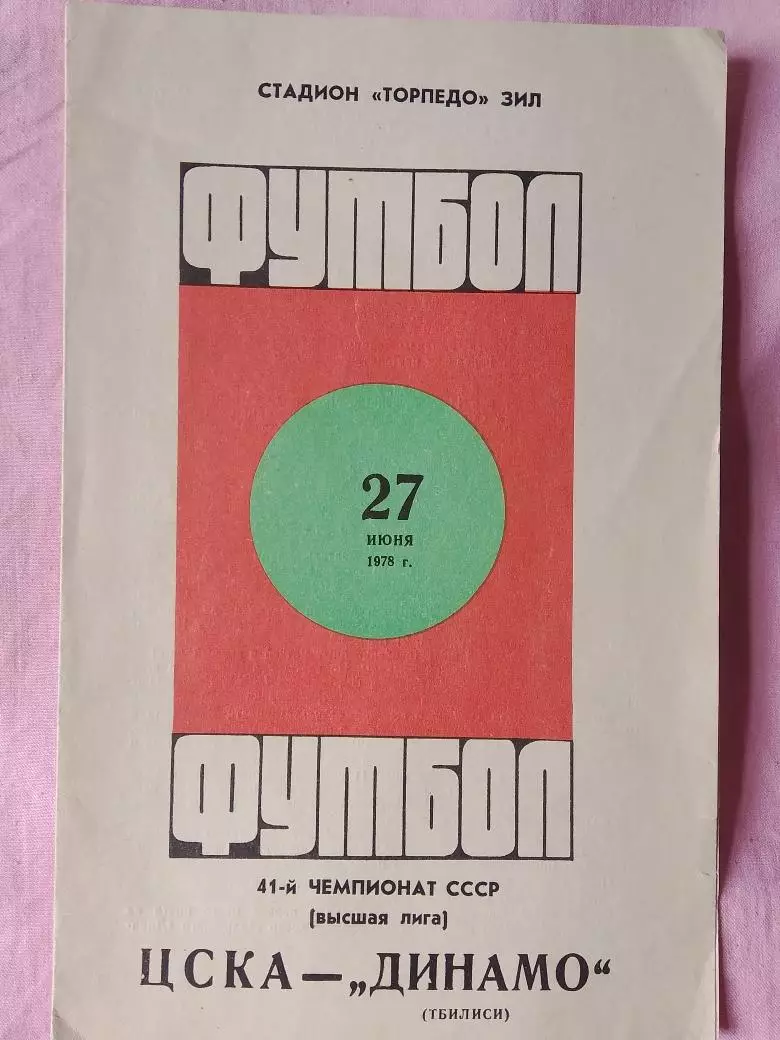 СТАДИОН «ТОРПЕДО» ЗИЛ
ФУТБОЛ
27
ИЮНЯ
1978 г.
ФУТБОЛ
41-й ЧЕМПИОНАТ СССР
(высшая лига)
ЦСКА — „ДИНАМО“
(ТБИЛИСИ)